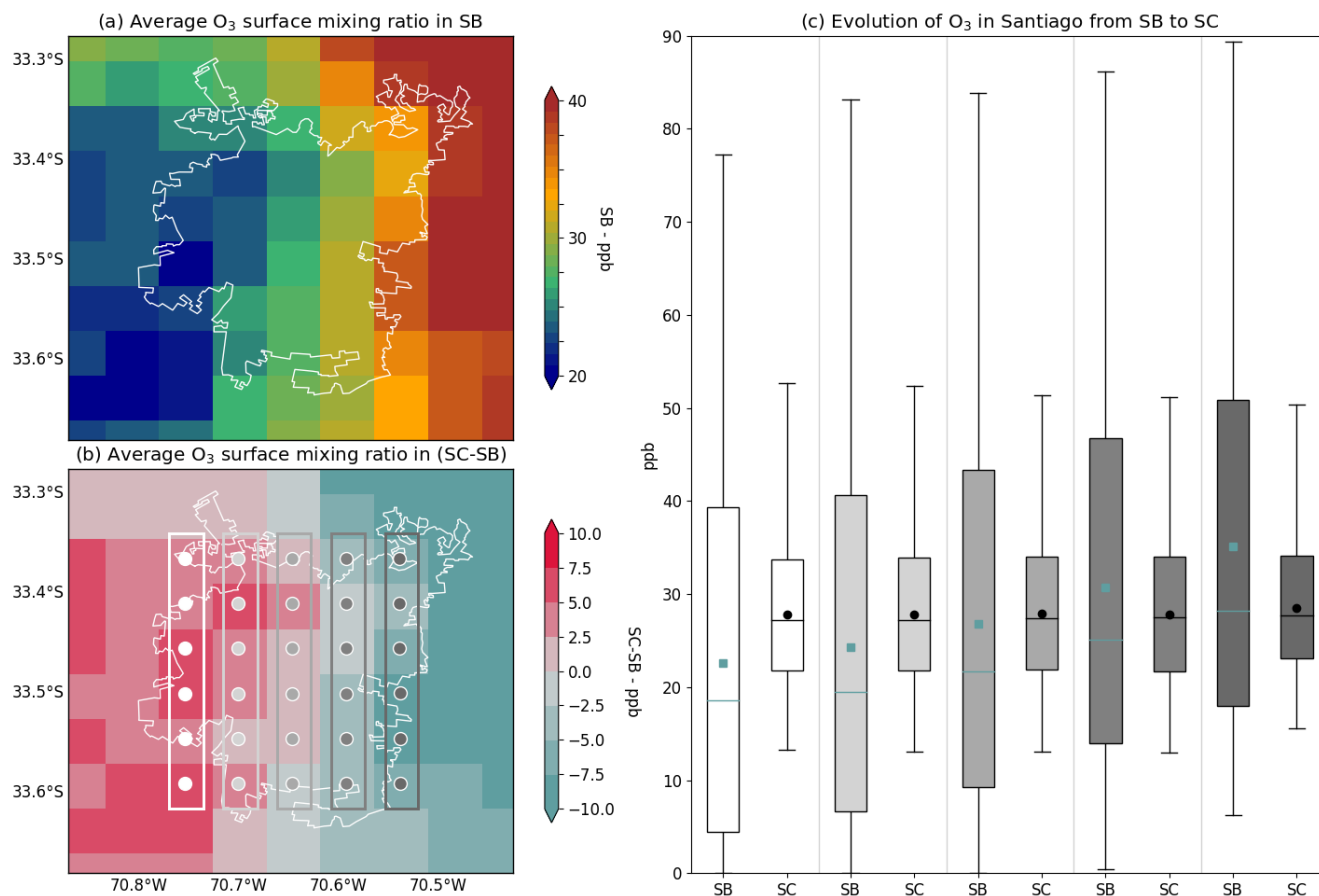 (a) Average O₃ surface mixing ratio in SB
33.3°S
33.4°S
33.5°S
33.6°S
40
30
20
SB - ppb
(b) Average O₃ surface mixing ratio in (SC-SB)
33.3°S
33.4°S
33.5°S
33.6°S
70.8°W 70.7°W 70.6°W 70.5°W
10.0
7.5
5.0
2.5
0.0
−2.5
−5.0
−7.5
−10.0
SC-SB - ppb
(c) Evolution of O₃ in Santiago from SB to SC
90
80
70
60
50
40
30
20
10
0
ppb
SB SC SB SC SB SC SB SC SB SC